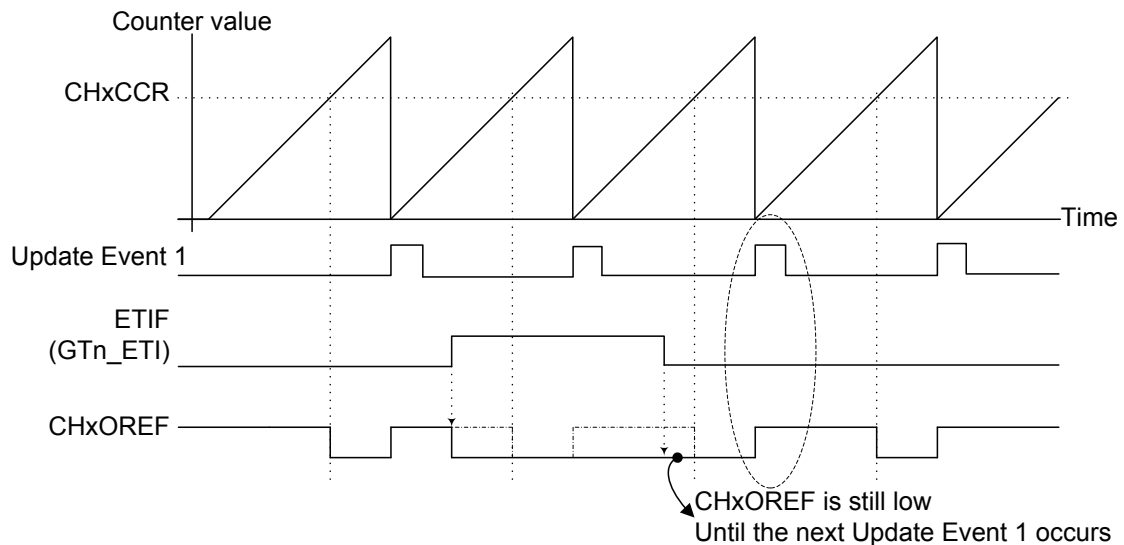 Counter value
CHxCCR
Time
Update Event 1
ETIF
(GTn_ETI)
CHxOREF
CHxOREF is still low
Until the next Update Event 1 occurs